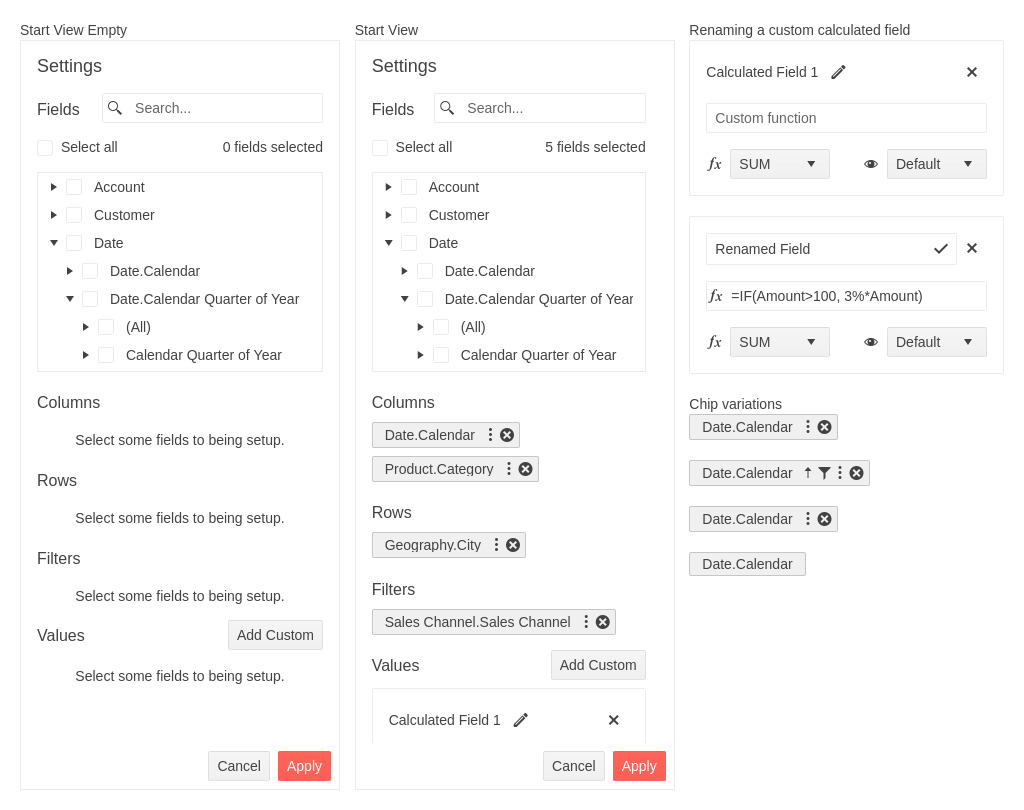 Start View Empty
Settings
Fields
Search...
Select all
0 fields selected
Account
Customer
Date
Date.Calendar
Date.Calendar Quarter of Year
(All)
Calendar Quarter of Year
Columns
Select some fields to being setup.
Rows
Select some fields to being setup.
Filters
Select some fields to being setup.
Values
Add Custom
Select some fields to being setup.
Cancel
Apply
Start View
Settings
Fields
Search...
Select all
5 fields selected
Account
Customer
Date
Date.Calendar
Date.Calendar Quarter of Year
(All)
Calendar Quarter of Year
Columns
Date.Calendar
Product.Category
Rows
Geography.City
Filters
Sales Channel.Sales Channel
Values
Add Custom
Calculated Field 1
Cancel
Apply
Renaming a custom calculated field
Calculated Field 1
Custom function
fx
SUM
Default
Renamed Field
fx =IF(Amount>100, 3%*Amount)
fx
SUM
Default
Chip variations
Date.Calendar
Date.Calendar
Date.Calendar
Date.Calendar